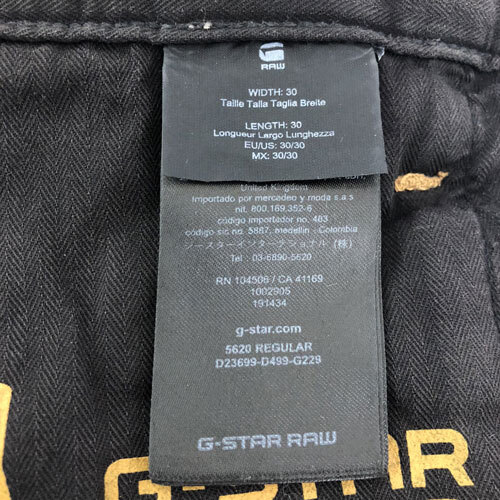 RAW
WIDTH: 30
Taille Talla Taglia Breite
LENGTH: 30
Longueur Largo Lunghezza
EU/US: 30/30
MX: 30/30
United Kingdom
Importado por mercadeo y moda s.a.s
nit. 800.169.352-6
código importador no. 463
código sic no. 5887, medellin - Colombia
ジースターインターナショナル (株)
Tel : 03-6890-5620
RN 104506 / CA 41169
1002905
191434
g-star.com
5620 REGULAR
D23699-D499-G229
G-STAR RAW
G-STAR